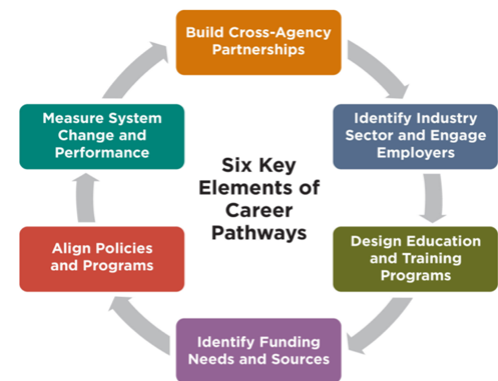 Build Cross-Agency
Partnerships
Identify Industry
Sector and Engage
Employers
Design Education
and Training
Programs
Identify Funding
Needs and Sources
Align Policies
and Programs
Measure System
Change and
Performance
Six Key
Elements of
Career
Pathways